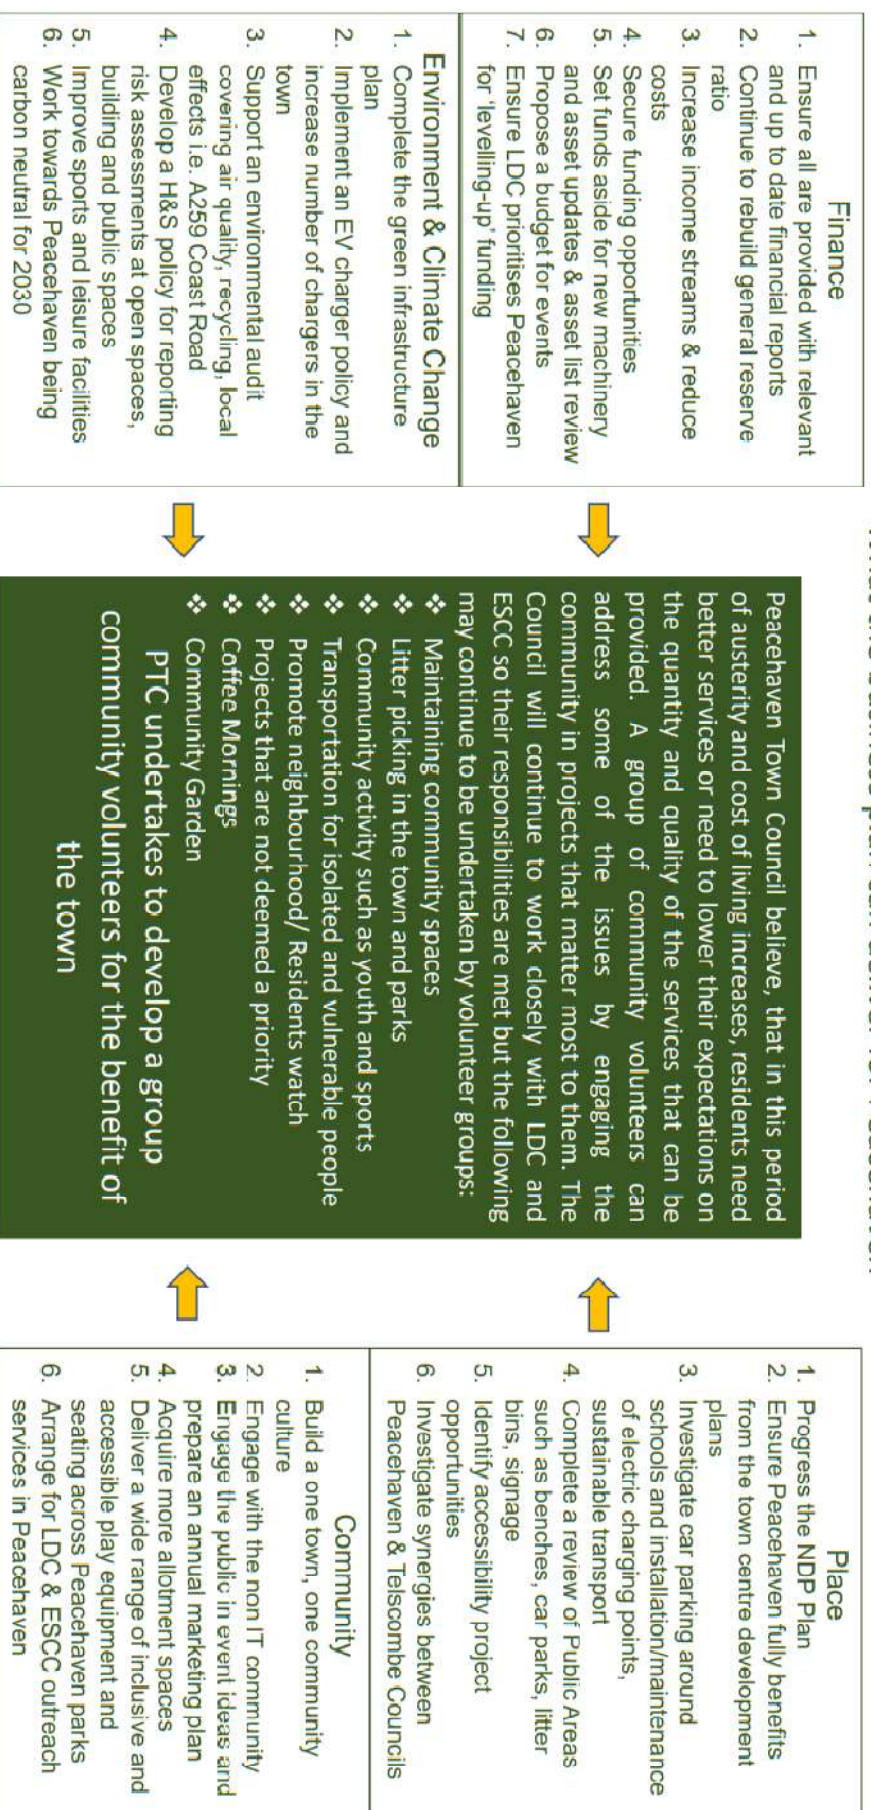 What the business plan can deliver for Peacehaven
Finance
1. Ensure all are provided with relevant
and up to date financial reports
2. Continue to rebuild general reserve
ratio
3. Increase income streams & reduce
costs
4. Secure funding opportunities
5. Set funds aside for new machinery
and asset updates & asset list review
6. Propose a budget for events
7. Ensure LDC prioritises Peacehaven
for 'levelling-up' funding
Environment & Climate Change
1. Complete the green infrastructure
plan
2. Implement an EV charger policy and
increase number of chargers in the
town
3. Support an environmental audit
covering air quality, recycling, local
effects i.e. A259 Coast Road
4. Develop a H&S policy for reporting
risk assessments at open spaces,
building and public spaces
5. Improve sports and leisure facilities
6. Work towards Peacehaven being
carbon neutral for 2030
Peacehaven Town Council believe, that in this period
of austerity and cost of living increases, residents need
better services or need to lower their expectations on
the quantity and quality of the services that can be
provided. A group of community volunteers can
address some of the issues by engaging the
community in projects that matter most to them. The
Council will continue to work closely with LDC and
ESCC so their responsibilities are met but the following
may continue to be undertaken by volunteer groups:
❖ Maintaining community spaces
❖ Litter picking in the town and parks
❖ Community activity such as youth and sports
❖ Transportation for isolated and vulnerable people
❖ Promote neighbourhood/ Residents watch
❖ Projects that are not deemed a priority
❖ Coffee Mornings
❖ Community Garden
PTC undertakes to develop a group
community volunteers for the benefit of
the town
Place
1. Progress the NDP Plan
2. Ensure Peacehaven fully benefits
from the town centre development
plans
3. Investigate car parking around
schools and installation/maintenance
of electric charging points,
sustainable transport
4. Complete a review of Public Areas
such as benches, car parks, litter
bins, signage
5. Identify accessibility project
opportunities
6. Investigate synergies between
Peacehaven & Telscombe Councils
Community
1. Build a one town, one community
culture
2. Engage with the non IT community
3. Engage the public in event ideas and
prepare an annual marketing plan
4. Acquire more allotment spaces
5. Deliver a wide range of inclusive and
accessible play equipment and
seating across Peacehaven parks
6. Arrange for LDC & ESCC outreach
services in Peacehaven